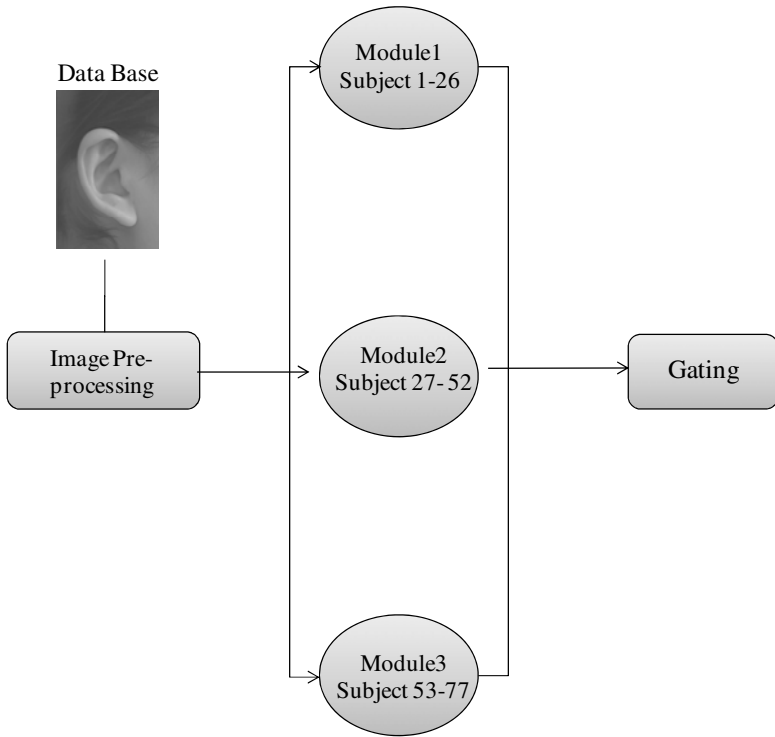 Data Base
Image Pre-
processing
Module1
Subject 1-26
Module2
Subject 27-52
Module3
Subject 53-77
Gating